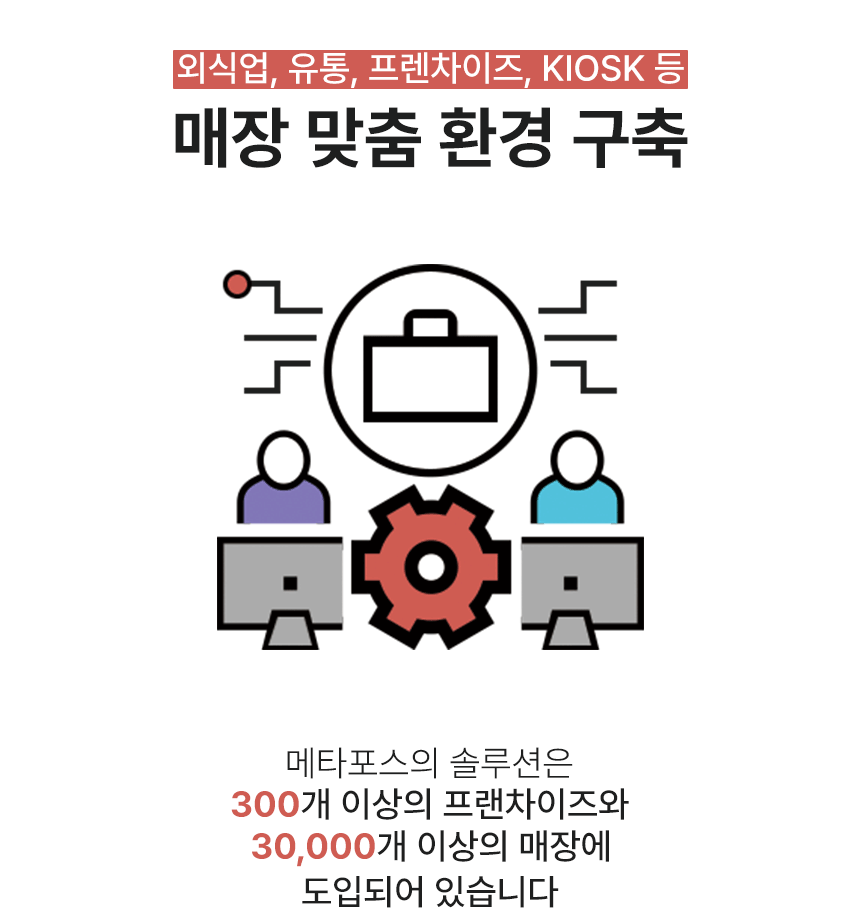 외식업, 유통, 프렌차이즈, KIOSK 등
매장 맞춤 환경 구축
메타포스의 솔루션은
300개 이상의 프랜차이즈와
30,000개 이상의 매장에
도입되어 있습니다